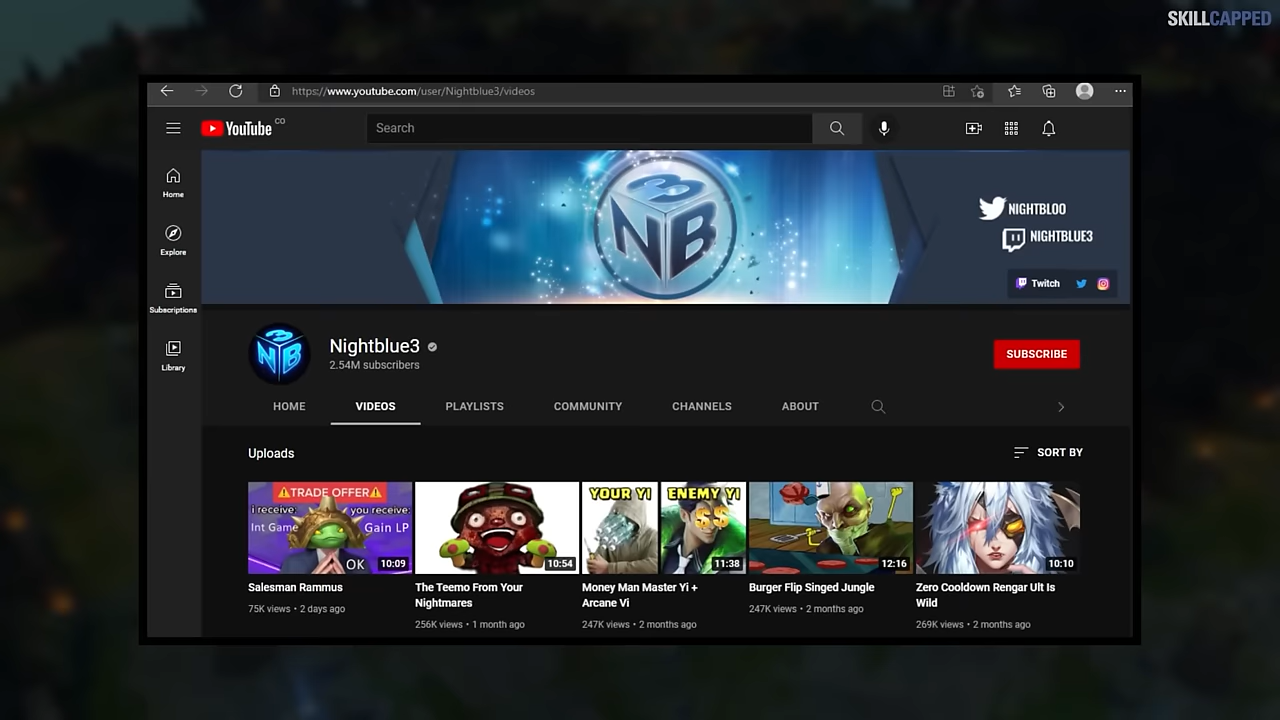 SKILLCAPPED
https://www.youtube.com/user/Nightblue3/videos
YouTube CO
Search
Home
Explore
Subscriptions
Library
3
NB
NIGHTBLOO
NIGHTBLUE3
Twitch
3
NB
Nightblue3
2.54M subscribers
SUBSCRIBE
HOME
VIDEOS
PLAYLISTS
COMMUNITY
CHANNELS
ABOUT
Uploads
SORT BY
⚠TRADE OFFER⚠
i receive:
you receive:
Int Game
Gain LP
OK
10:09
10:54
YOUR YI
ENEMY YI
$$
11:38
12:16
10:10
Salesman Rammus
75K views • 2 days ago
The Teemo From Your
Nightmares
256K views • 1 month ago
Money Man Master Yi +
Arcane Vi
247K views • 2 months ago
Burger Flip Singed Jungle
247K views • 2 months ago
Zero Cooldown Rengar Ult Is
Wild
269K views • 2 months ago